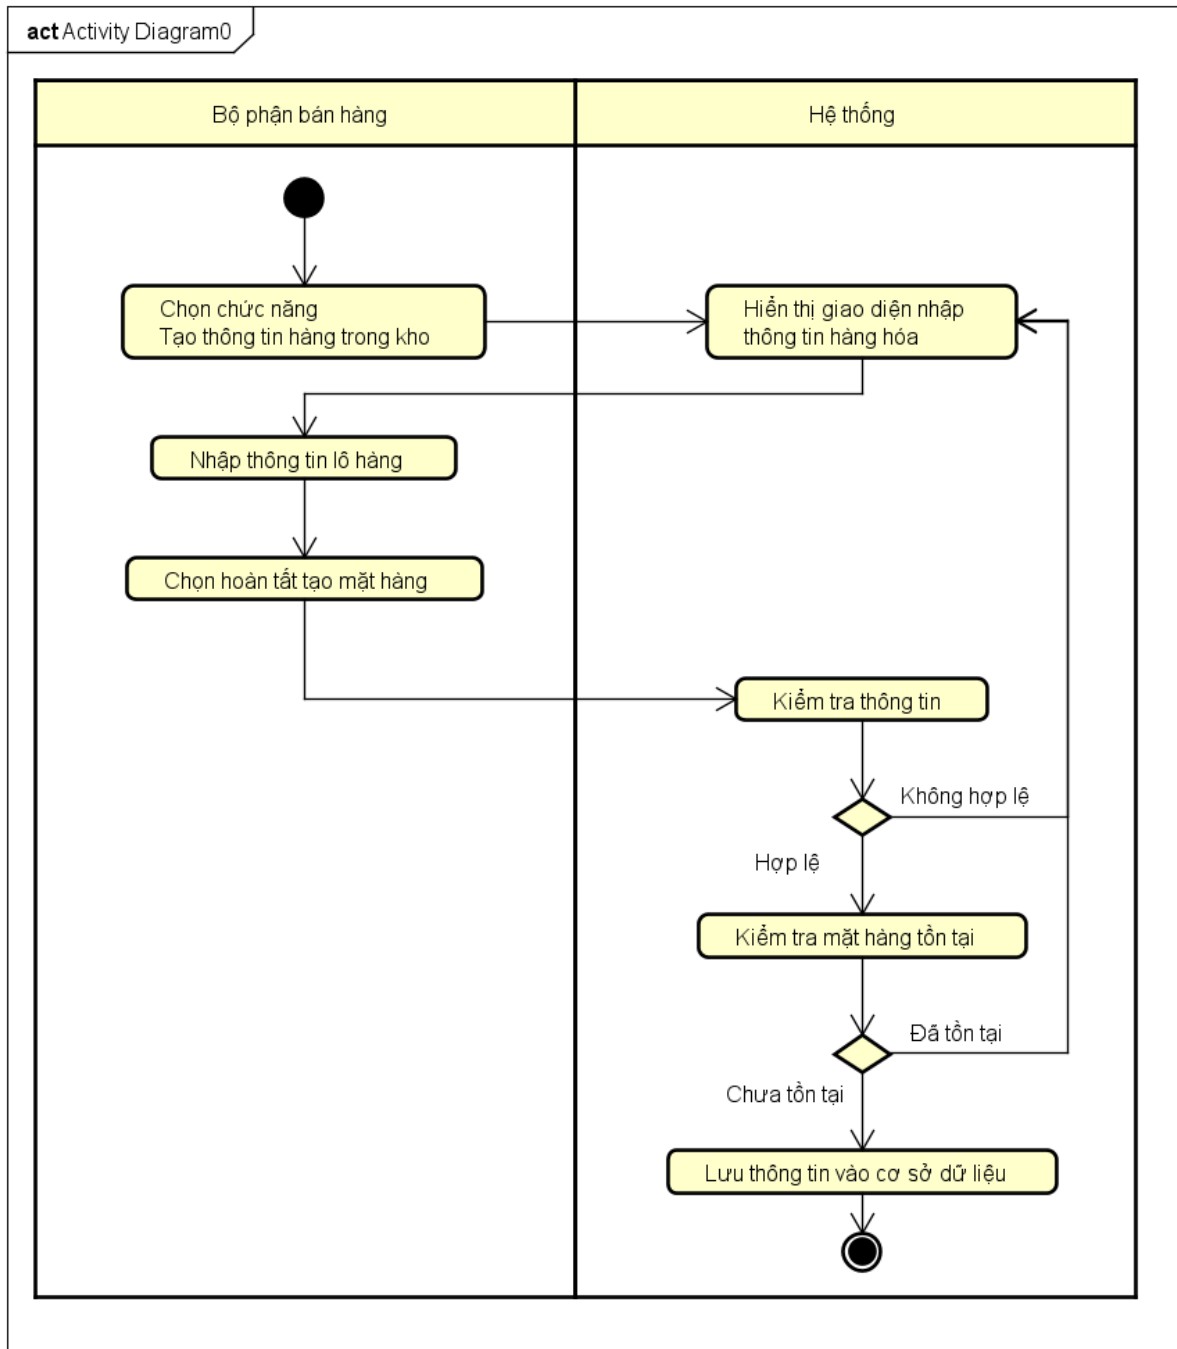 act Activity Diagram0
Bộ phận bán hàng
Hệ thống
Chọn chức năng
Tạo thông tin hàng trong kho
Hiển thị giao diện nhập
thông tin hàng hóa
Nhập thông tin lô hàng
Chọn hoàn tất tạo mặt hàng
Kiểm tra thông tin
Không hợp lệ
Hợp lệ
Kiểm tra mặt hàng tồn tại
Đã tồn tại
Chưa tồn tại
Lưu thông tin vào cơ sở dữ liệu